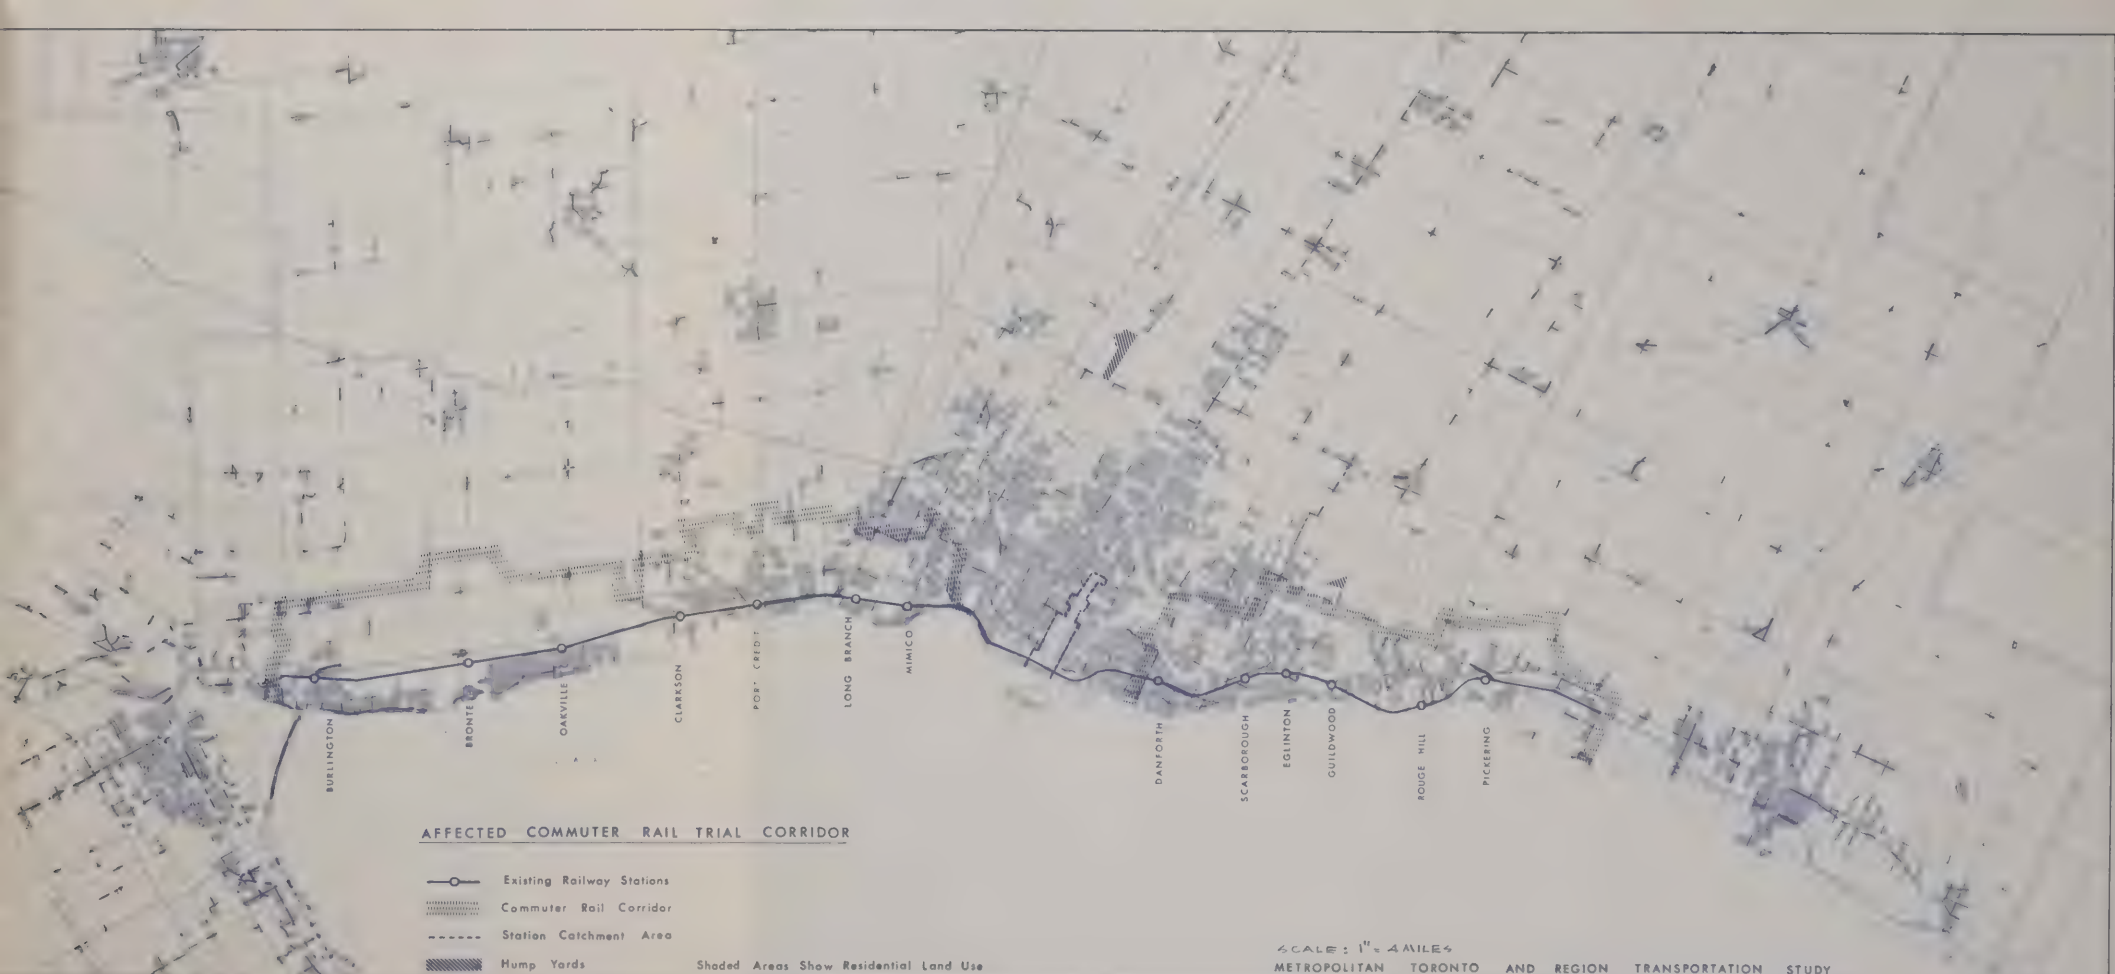 BURLINGTON
BRONTE
OAKVILLE
CLARKSON
PORT CREDIT
LONG BRANCH
MIMICO
DANFORTH
SCARBOROUGH
EGLINTON
GUILDWOOD
ROUGE HILL
PICKERING
AFFECTED COMMUTER RAIL TRIAL CORRIDOR
Existing Railway Stations
Commuter Rail Corridor
Station Catchment Area
Hump Yards
Shaded Areas Show Residential Land Use
SCALE: 1" = 4 MILES
METROPOLITAN TORONTO AND REGION TRANSPORTATION STUDY